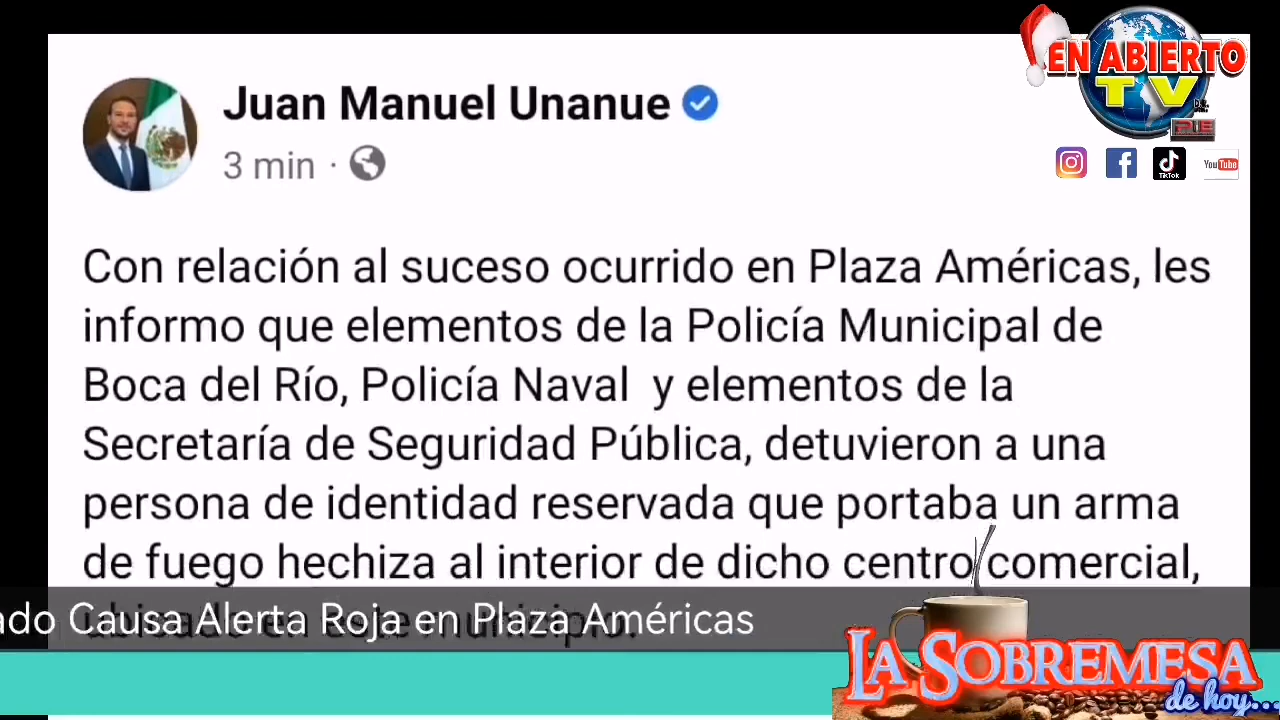 Juan Manuel Unanue
3 min ·
EN ABIERTO
TV
TikTok
YouTube
Con relación al suceso ocurrido en Plaza Américas, les
informo que elementos de la Policía Municipal de
Boca del Río, Policía Naval y elementos de la
Secretaría de Seguridad Pública, detuvieron a una
persona de identidad reservada que portaba un arma
de fuego hechiza al interior de dicho centro comercial,
ado Causa Alerta Roja en Plaza Américas
LA SOBREMESA
de hoy...